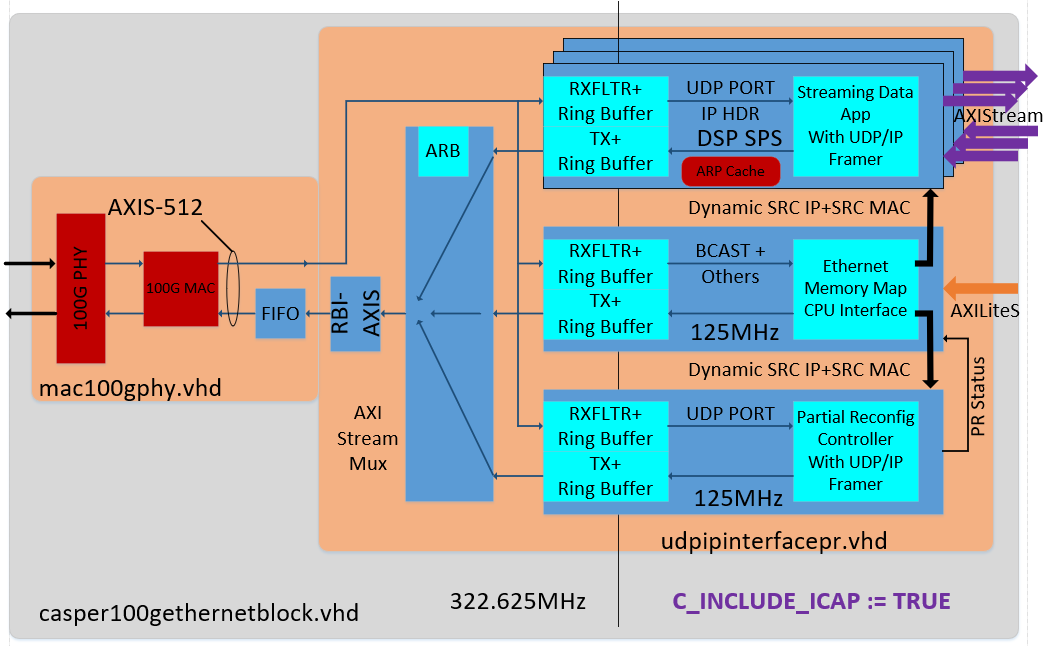 RXFLTR+
Ring Buffer
TX+
Ring Buffer
UDP PORT
IP HDR
DSP SPS
ARP Cache
Streaming Data
App
With UDP/IP
Framer
AXIStream
ARB
AXIS-512
Dynamic SRC IP+SRC MAC
100G PHY
100G MAC
FIFO
RBI-
AXIS
RXFLTR+
Ring Buffer
TX+
Ring Buffer
BCAST +
Others
125MHz
Ethernet
Memory Map
CPU Interface
AXILiteS
Dynamic SRC IP+SRC MAC
PR Status
mac100gphy.vhd
AXI
Stream
Mux
RXFLTR+
Ring Buffer
TX+
Ring Buffer
UDP PORT
125MHz
Partial Reconfig
Controller
With UDP/IP
Framer
udpipinterfacepr.vhd
casper100gethernetblock.vhd
322.625MHz
C_INCLUDE_ICAP := TRUE